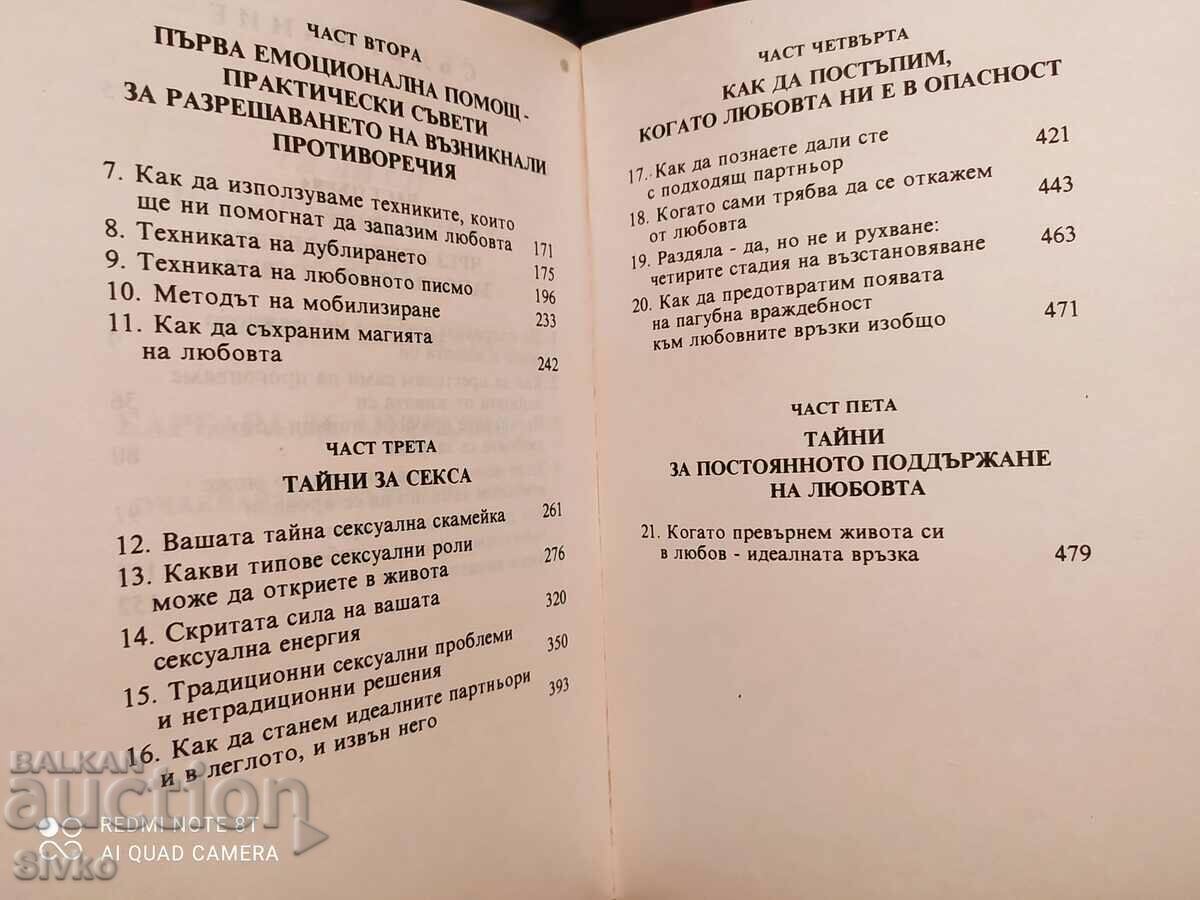 ЧАСТ ВТОРА
ПЪРВА ЕМОЦИОНАЛНА ПОМОЩ -
ПРАКТИЧЕСКИ СЪВЕТИ
ЗА РАЗРЕШАВАНЕТО НА ВЪЗНИКНАЛИ
ПРОТИВОРЕЧИЯ
7. Как да използуваме техниките, които
ще ни помогнат да запазим любовта 171
8. Техниката на дублирането 175
9. Техниката на любовното писмо 196
10. Методът на мобилизиране 233
11. Как да съхраним магията
на любовта 242
ЧАСТ ТРЕТА
ТАЙНИ ЗА СЕКСА
12. Вашата тайна сексуална скамейка 261
13. Какви типове сексуални роли
може да откриете в живота 276
14. Скритата сила на вашата
сексуална енергия 320
15. Традиционни сексуални проблеми
и нетрадиционни решения 350
16. Как да станем идеалните партньори
и в леглото, и извън него 393
ЧАСТ ЧЕТВЪРТА
КАК ДА ПОСТЪПИМ,
КОГАТО ЛЮБОВТА НИ Е В ОПАСНОСТ
17. Как да познаете дали сте
с подходящ партньор 421
18. Когато сами трябва да се откажем
от любовта 443
19. Раздяла - да, но не и рухване:
четирите стадия на възстановяване 463
20. Как да предотвратим появата
на пагубна враждебност
към любовните връзки изобщо 471
ЧАСТ ПЕТА
ТАЙНИ
ЗА ПОСТОЯННОТО ПОДДЪРЖАНЕ
НА ЛЮБОВТА
21. Когато превърнем живота си
в любов - идеалната връзка 479
BALKAN
auction
REDMI NOTE 8T
AI QUAD CAMERA
Sivko